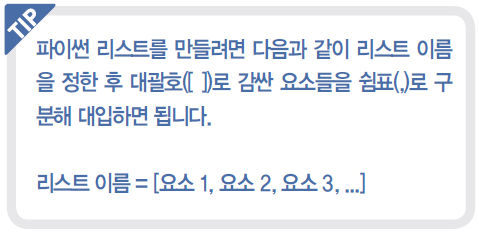 TIP
파이썬 리스트를 만들려면 다음과 같이 리스트 이름
을 정한 후 대괄호([ ])로 감싼 요소들을 쉼표(,)로 구
분해 대입하면 됩니다.
리스트 이름 = [요소 1, 요소 2, 요소 3, ...]